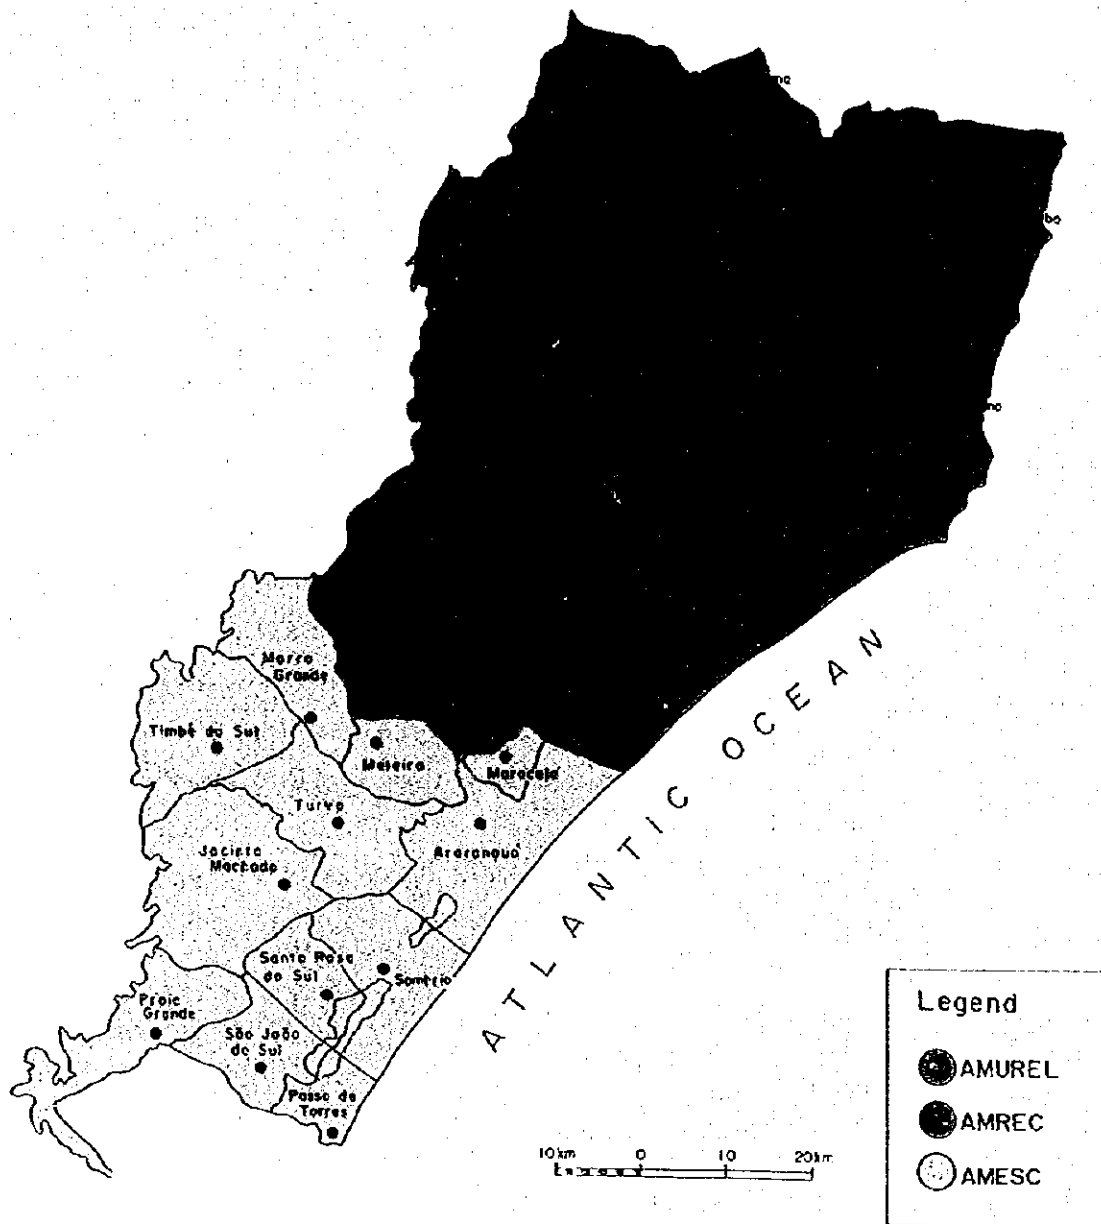 Morro
Grande
Timbé do Sul
Meleiro
Maracajá
Turvo
Jacinto
Machado
Araranguá
Santa Rosa
do Sul
Sombrio
Praia
Grande
São João
do Sul
Passo de
Torres
ATLANTIC OCEAN
Legend
AMUREL
AMREC
AMESC
10km 0 10 20km